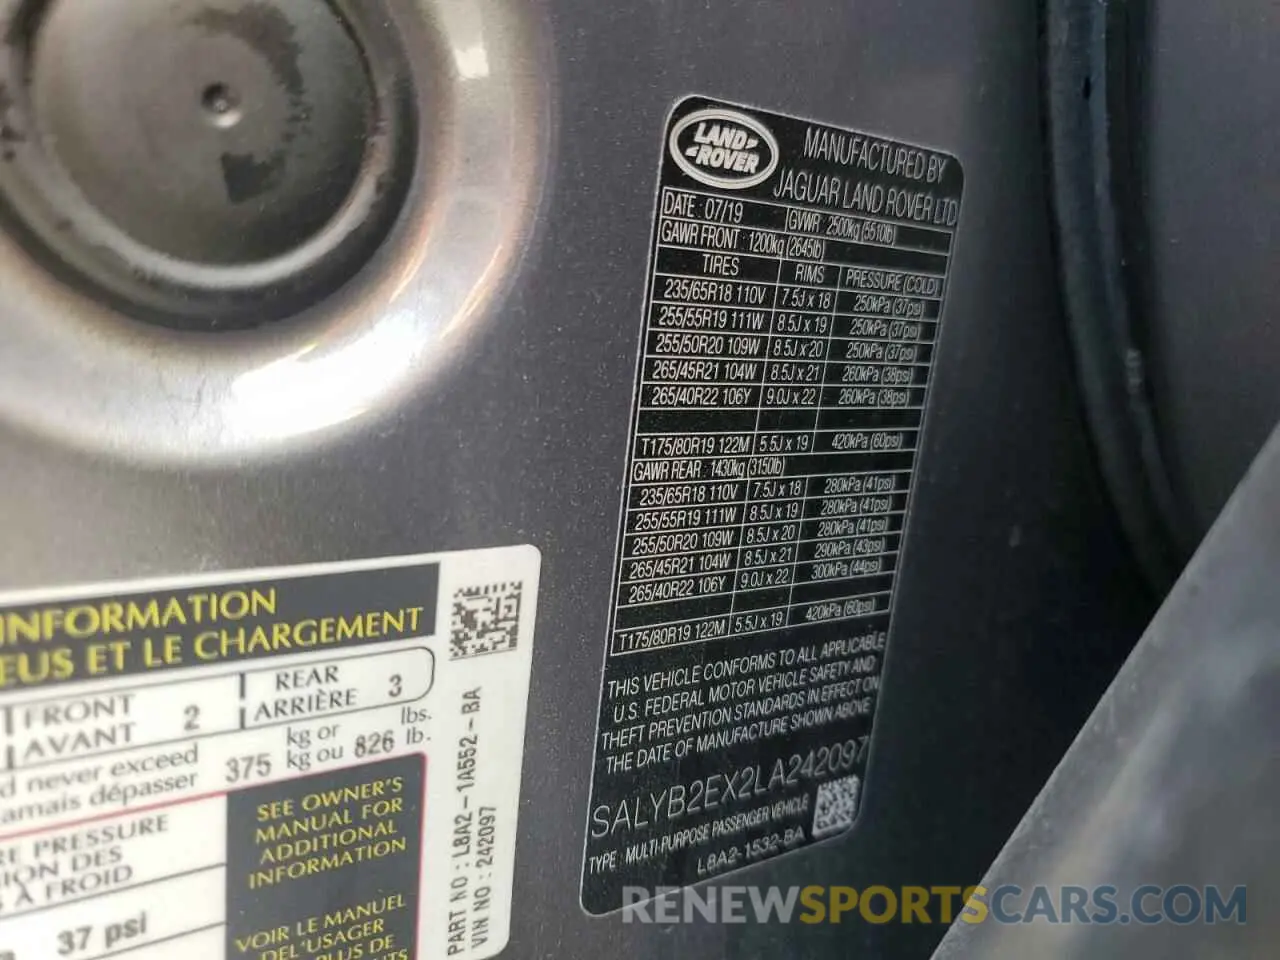 LAND ROVER
MANUFACTURED BY
JAGUAR LAND ROVER LTD
DATE : 07/19 GVWR : 2500kg (5510lb)
GAWR FRONT : 1200kg (2645lb)
TIRES RIMS PRESSURE (COLD)
235/65R18 110V 7.5J x 18 250kPa (37psi)
255/55R19 111W 8.5J x 19 250kPa (37psi)
255/50R20 109W 8.5J x 20 250kPa (37psi)
265/45R21 104W 8.5J x 21 260kPa (38psi)
265/40R22 106Y 9.0J x 22 260kPa (38psi)
T175/80R19 122M 5.5J x 19 420kPa (60psi)
GAWR REAR : 1430kg (3150lb)
235/65R18 110V 7.5J x 18 280kPa (41psi)
255/55R19 111W 8.5J x 19 280kPa (41psi)
255/50R20 109W 8.5J x 20 280kPa (41psi)
265/45R21 104W 8.5J x 21 290kPa (43psi)
265/40R22 106Y 9.0J x 22 300kPa (44psi)
T175/80R19 122M 5.5J x 19 420kPa (60psi)
THIS VEHICLE CONFORMS TO ALL APPLICABLE
U.S. FEDERAL MOTOR VEHICLE SAFETY AND
THEFT PREVENTION STANDARDS IN EFFECT ON
THE DATE OF MANUFACTURE SHOWN ABOVE
SALYB2EX2LA242097
TYPE : MULTI-PURPOSE PASSENGER VEHICLE
L8A2-1532-BA
INFORMATION
ET LE CHARGEMENT
FRONT 2 REAR 3
AVANT ARRIÈRE
never exceed 375 kg or 826 lbs.
jamais dépasser kg ou lb.
PRESSURE
DES
À FROID
37 psi
SEE OWNER'S
MANUAL FOR
ADDITIONAL
INFORMATION
VOIR LE MANUEL
DE L'USAGER
PLUS DE
PART NO : L8A2-1A552-BA
VIN NO : 242097
RENEWSPORTSCARS.COM